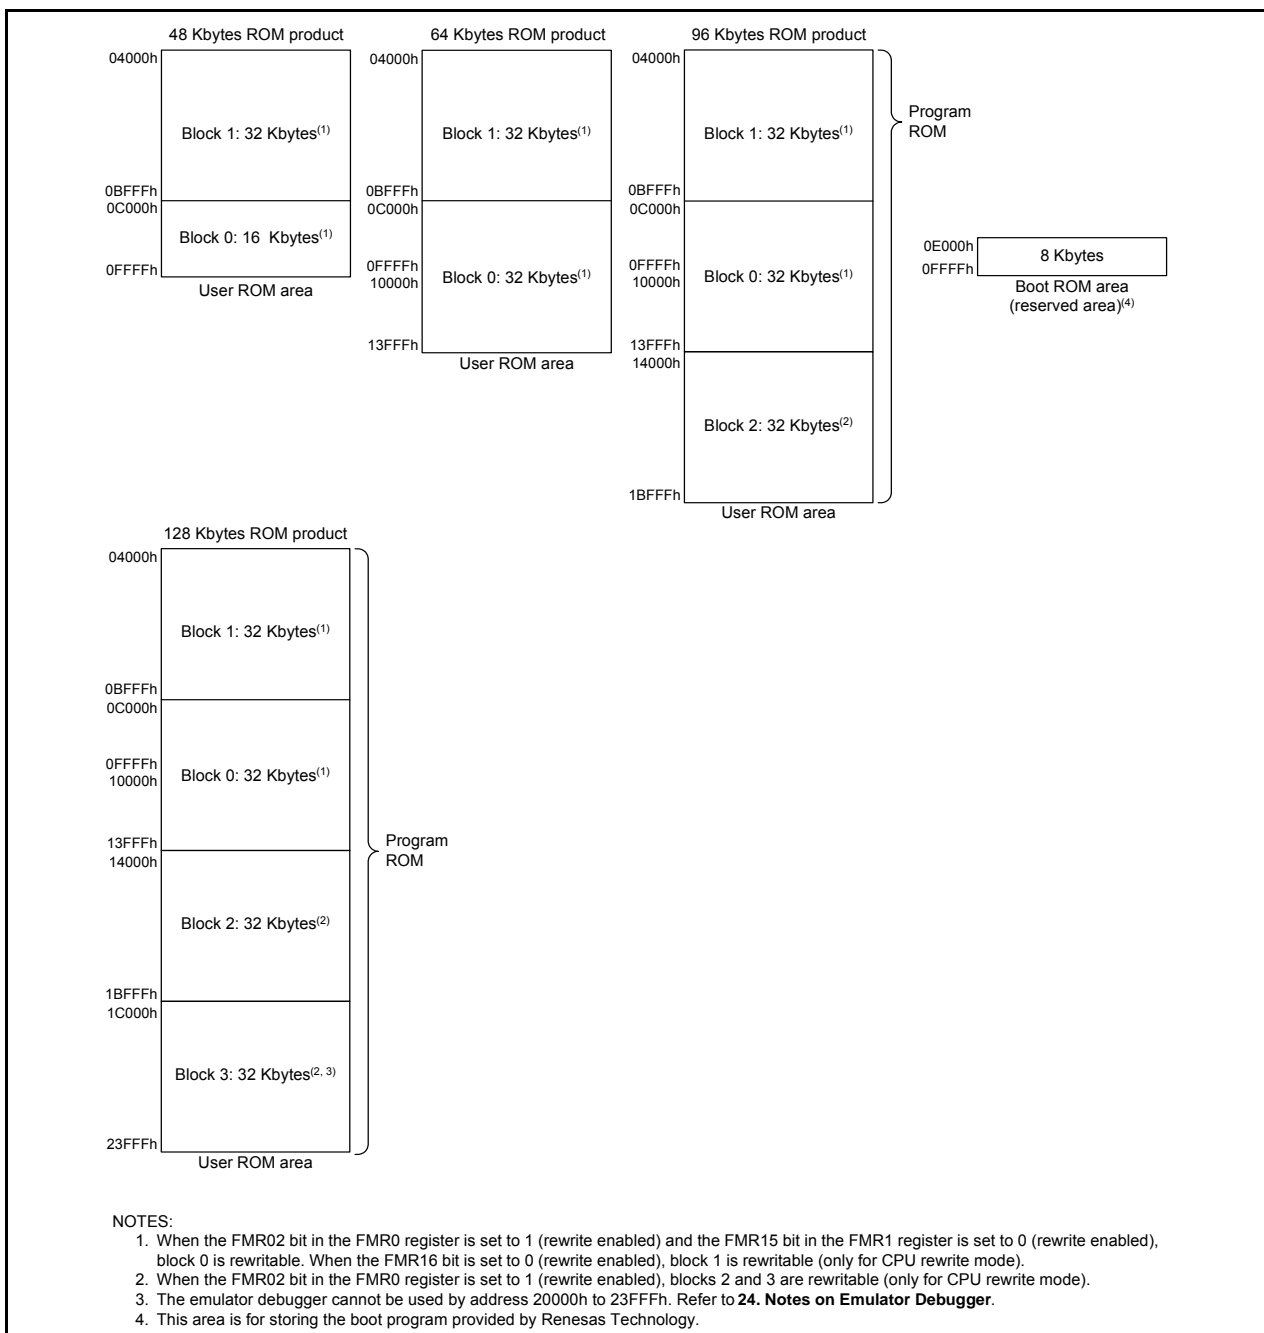 48 Kbytes ROM product
04000h
Block 1: 32 Kbytes(1)
0BFFFh
0C000h
Block 0: 16 Kbytes(1)
0FFFFh
User ROM area
64 Kbytes ROM product
04000h
Block 1: 32 Kbytes(1)
0BFFFh
0C000h
0FFFFh
10000h
Block 0: 32 Kbytes(1)
13FFFh
User ROM area
96 Kbytes ROM product
04000h
Block 1: 32 Kbytes(1)
0BFFFh
0C000h
0FFFFh
10000h
Block 0: 32 Kbytes(1)
13FFFh
14000h
Block 2: 32 Kbytes(2)
1BFFFh
User ROM area
Program
ROM
0E000h
0FFFFh
8 Kbytes
Boot ROM area
(reserved area)(4)
128 Kbytes ROM product
04000h
Block 1: 32 Kbytes(1)
0BFFFh
0C000h
0FFFFh
10000h
Block 0: 32 Kbytes(1)
13FFFh
14000h
Block 2: 32 Kbytes(2)
1BFFFh
1C000h
Block 3: 32 Kbytes(2, 3)
23FFFh
User ROM area
Program
ROM
NOTES:
1. When the FMR02 bit in the FMR0 register is set to 1 (rewrite enabled) and the FMR15 bit in the FMR1 register is set to 0 (rewrite enabled),
block 0 is rewritable. When the FMR16 bit is set to 0 (rewrite enabled), block 1 is rewritable (only for CPU rewrite mode).
2. When the FMR02 bit in the FMR0 register is set to 1 (rewrite enabled), blocks 2 and 3 are rewritable (only for CPU rewrite mode).
3. The emulator debugger cannot be used by address 20000h to 23FFFh. Refer to 24. Notes on Emulator Debugger.
4. This area is for storing the boot program provided by Renesas Technology.